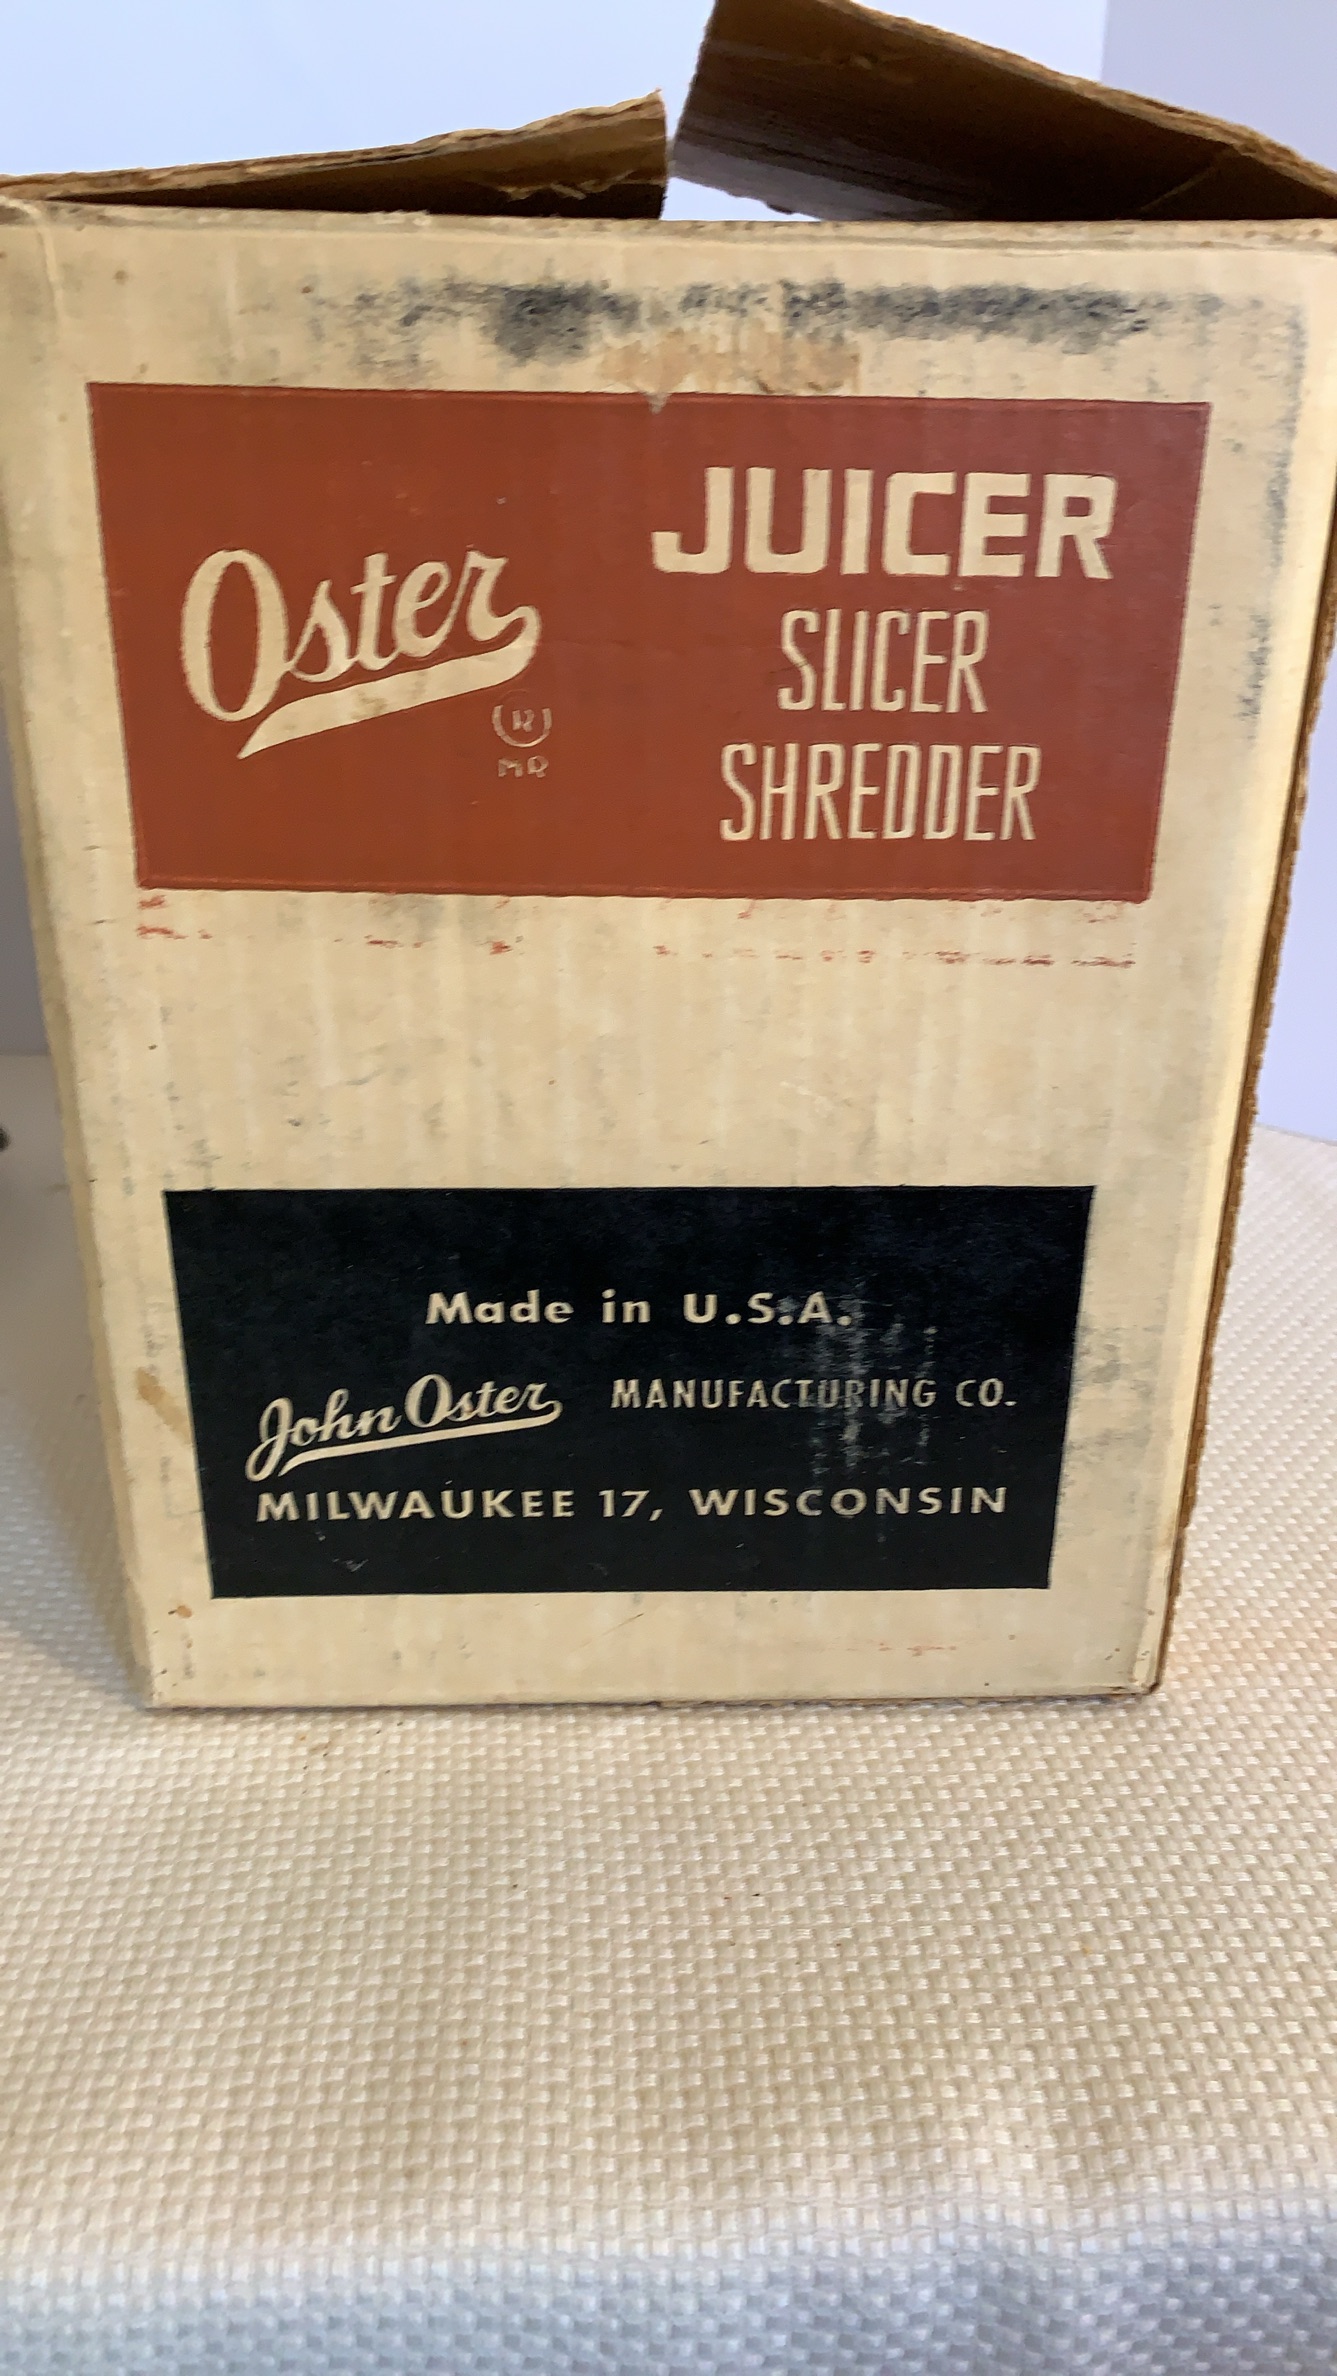 Oster
® MR
JUICER
SLICER
SHREDDER
Made in U.S.A.
John Oster MANUFACTURING CO.
MILWAUKEE 17, WISCONSIN